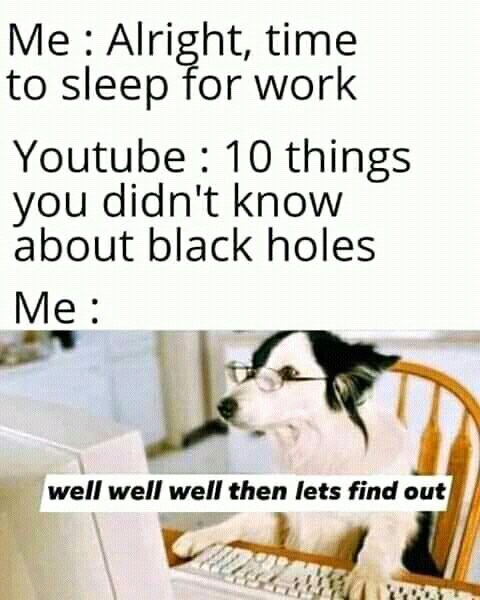 Me : Alright, time
to sleep for work
Youtube : 10 things
you didn't know
about black holes
Me :
well well well then lets find out